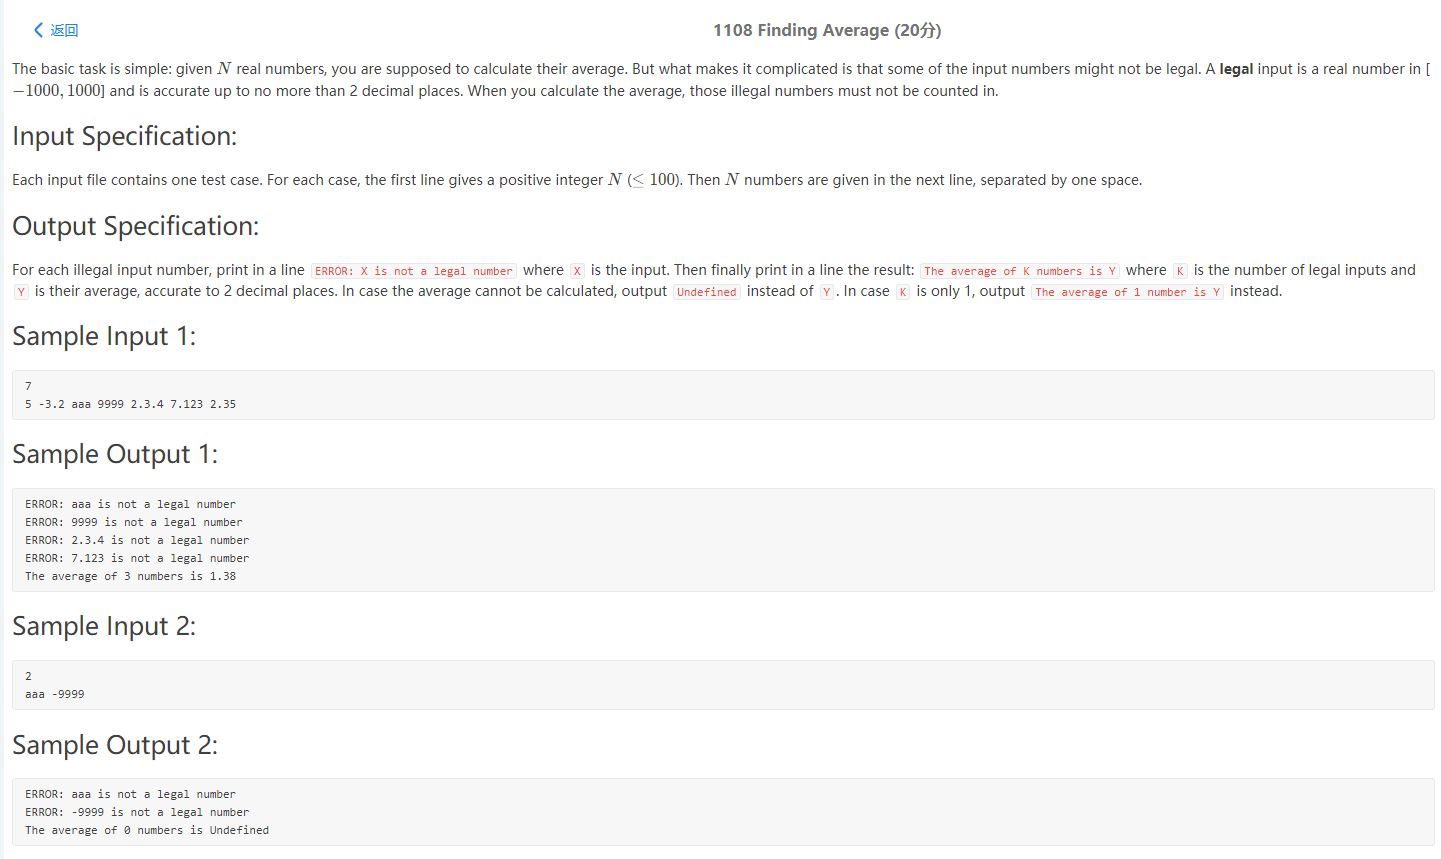 返回
1108 Finding Average (20分)
The basic task is simple: given N real numbers, you are supposed to calculate their average. But what makes it complicated is that some of the input numbers might not be legal. A legal input is a real number in [
−1000, 1000] and is accurate up to no more than 2 decimal places. When you calculate the average, those illegal numbers must not be counted in.
Input Specification:
Each input file contains one test case. For each case, the first line gives a positive integer N (≤ 100). Then N numbers are given in the next line, separated by one space.
Output Specification:
For each illegal input number, print in a line ERROR: X is not a legal number where X is the input. Then finally print in a line the result: The average of K numbers is Y where K is the number of legal inputs and
Y is their average, accurate to 2 decimal places. In case the average cannot be calculated, output Undefined instead of Y . In case K is only 1, output The average of 1 number is Y instead.
Sample Input 1:
7
5 -3.2 aaa 9999 2.3.4 7.123 2.35
Sample Output 1:
ERROR: aaa is not a legal number
ERROR: 9999 is not a legal number
ERROR: 2.3.4 is not a legal number
ERROR: 7.123 is not a legal number
The average of 3 numbers is 1.38
Sample Input 2:
2
aaa -9999
Sample Output 2:
ERROR: aaa is not a legal number
ERROR: -9999 is not a legal number
The average of 0 numbers is Undefined